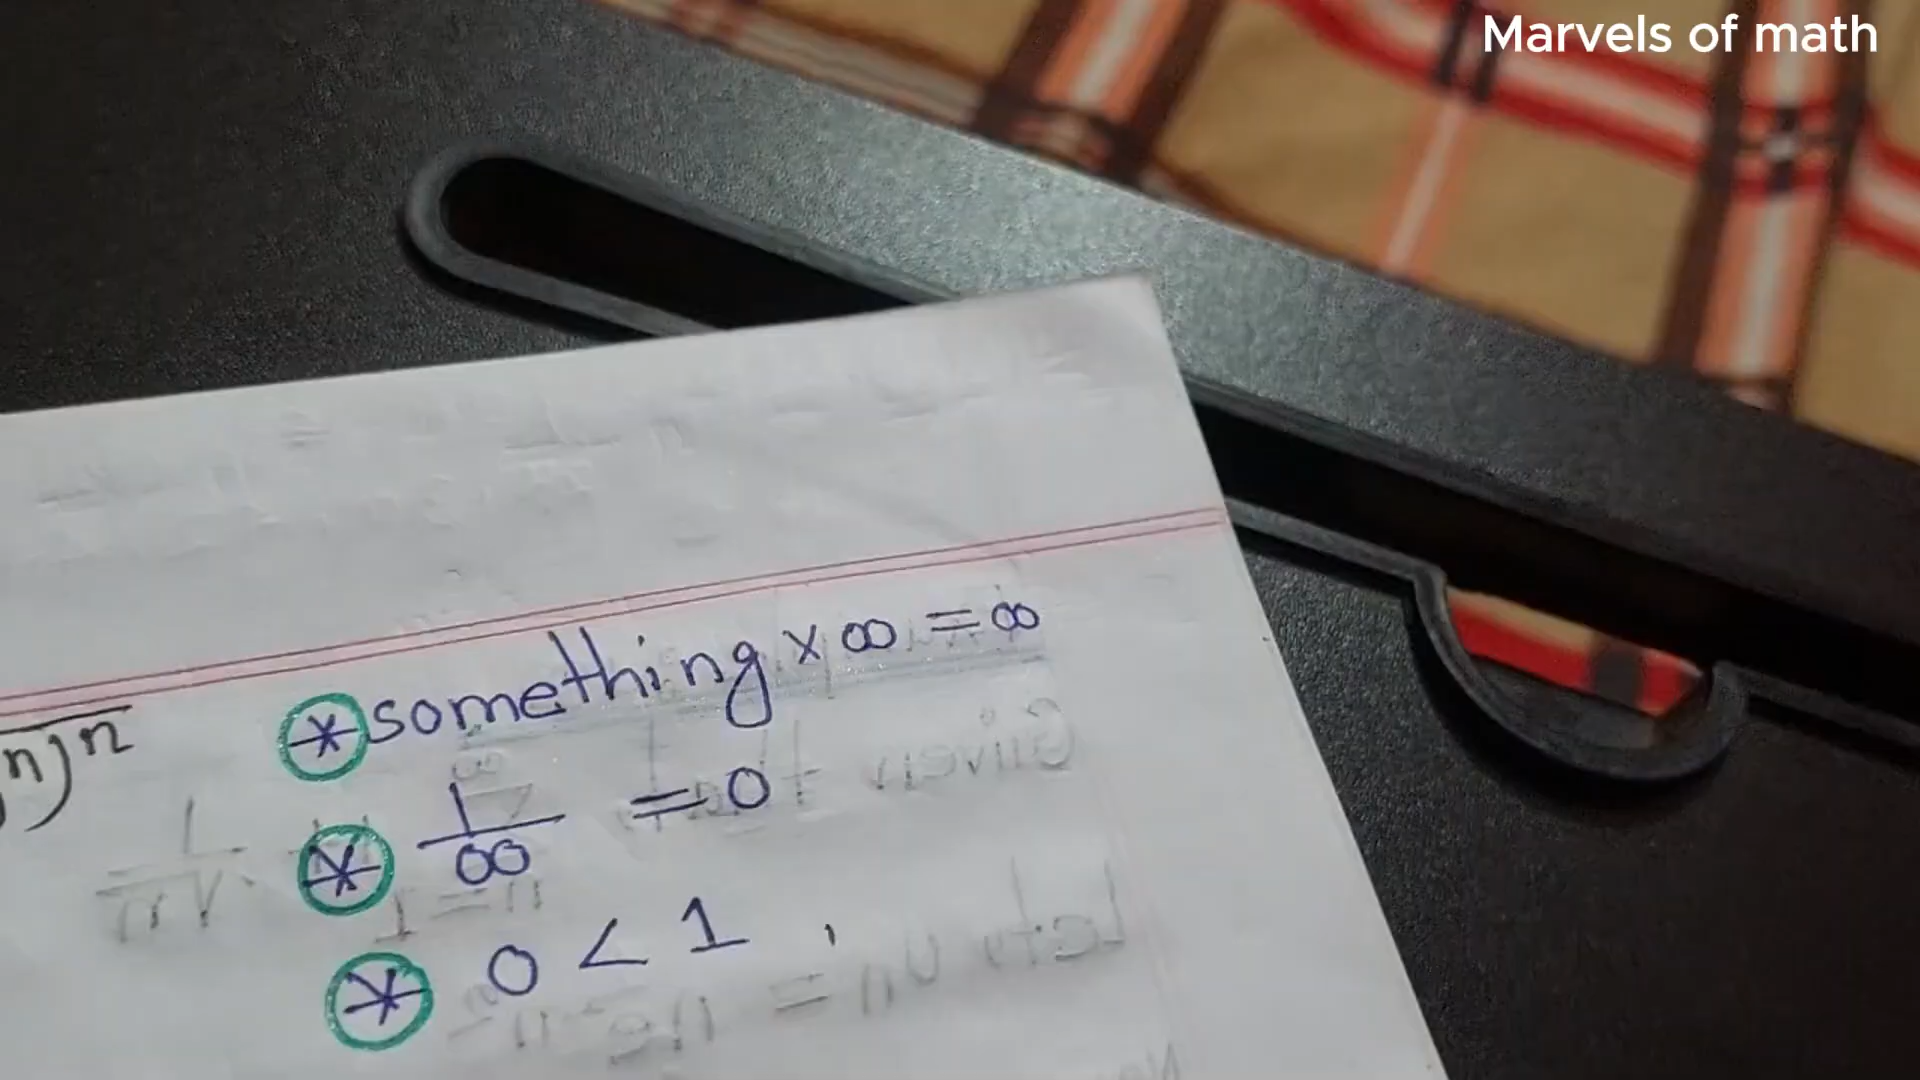 Marvels of math
* something × ∞ = ∞
n)^n
* 1/∞ = 0
* 0 < 1 ,